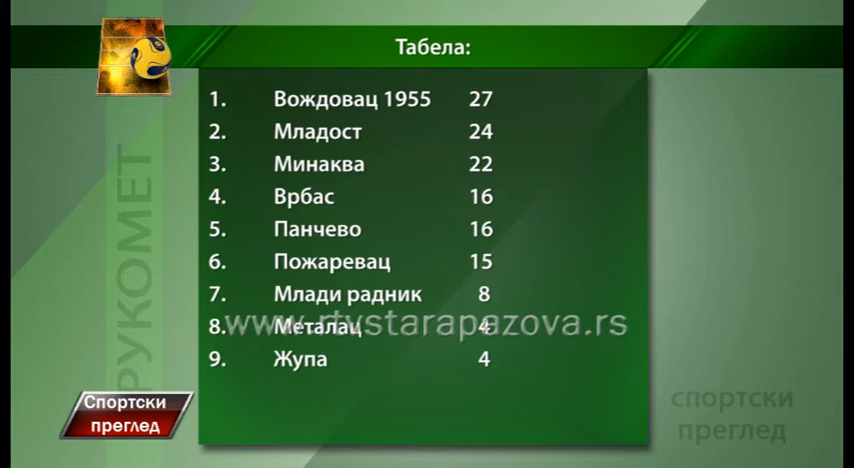 Табела:
1. Вождовац 1955 27
2. Младост 24
3. Минаква 22
4. Врбас 16
5. Панчево 16
6. Пожаревац 15
7. Млади радник 8
8. Металац 4
9. Жупа 4
www.rtvstarapazova.rs
РУКОМЕТ
Спортски
преглед
спортски
преглед